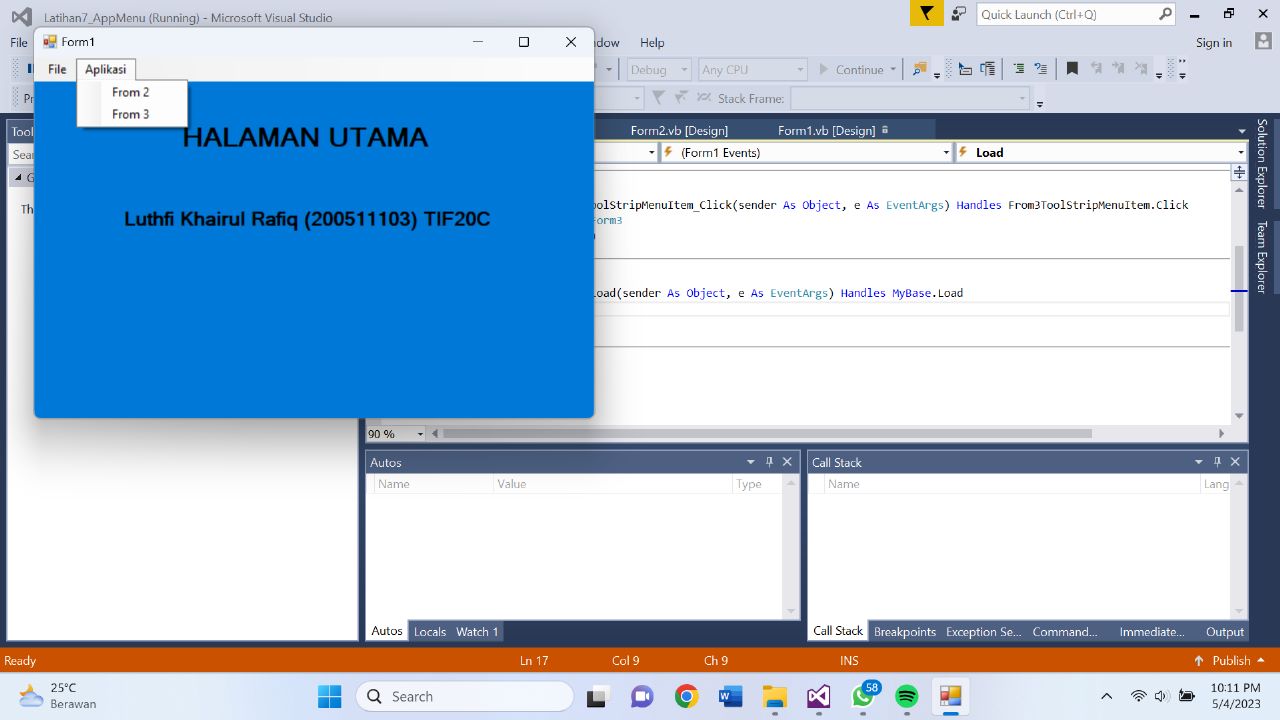 Latihan7_AppMenu (Running) - Microsoft Visual Studio
Quick Launch (Ctrl+Q)
File
Help
Sign in
Form1
File Aplikasi
From 2
From 3
HALAMAN UTAMA
Luthfi Khairul Rafiq (200511103) TIF20C
Debug
Any CPU
Continue
Stack Frame:
Form2.vb [Design]
Form1.vb [Design]
(Form1 Events)
Load
olStripMenuItem_Click(sender As Object, e As EventArgs) Handles From3ToolStripMenuItem.Click
orm3
oad(sender As Object, e As EventArgs) Handles MyBase.Load
90 %
Solution Explorer
Team Explorer
Autos
Name Value Type
Autos Locals Watch 1
Call Stack
Name Lang
Call Stack Breakpoints Exception Se... Command... Immediate... Output
Ready Ln 17 Col 9 Ch 9 INS Publish
25°C
Berawan
Search
58
10:11 PM
5/4/2023